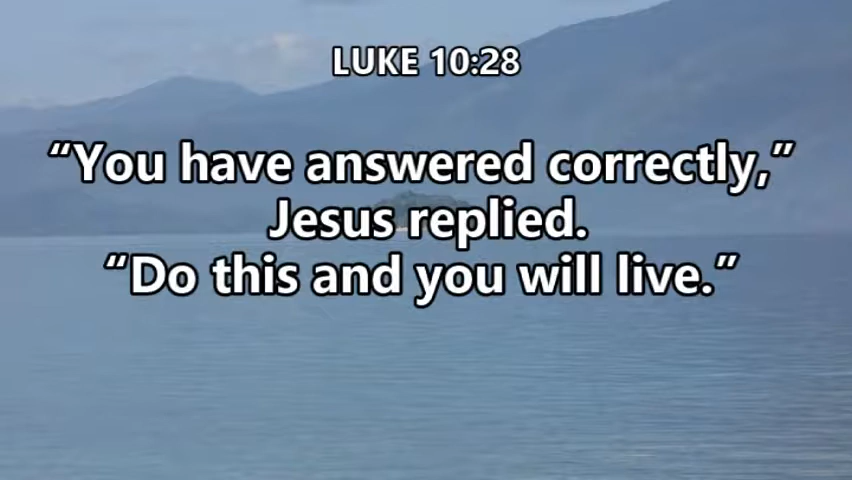 LUKE 10:28
“You have answered correctly,”
Jesus replied.
“Do this and you will live.”